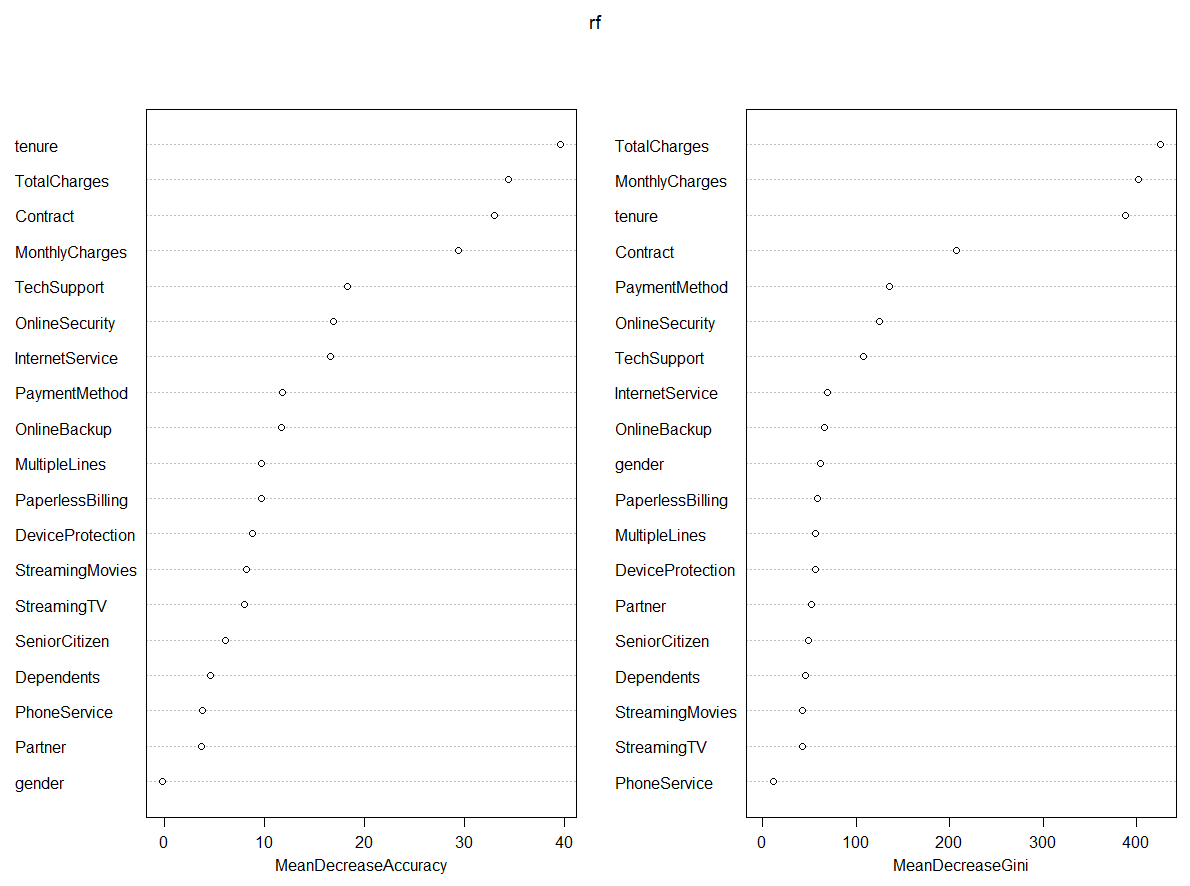 rf
tenure
TotalCharges
Contract
MonthlyCharges
TechSupport
OnlineSecurity
InternetService
PaymentMethod
OnlineBackup
MultipleLines
PaperlessBilling
DeviceProtection
StreamingMovies
StreamingTV
SeniorCitizen
Dependents
PhoneService
Partner
gender
0 10 20 30 40
MeanDecreaseAccuracy
TotalCharges
MonthlyCharges
tenure
Contract
PaymentMethod
OnlineSecurity
TechSupport
InternetService
OnlineBackup
gender
PaperlessBilling
MultipleLines
DeviceProtection
Partner
SeniorCitizen
Dependents
StreamingMovies
StreamingTV
PhoneService
0 100 200 300 400
MeanDecreaseGini